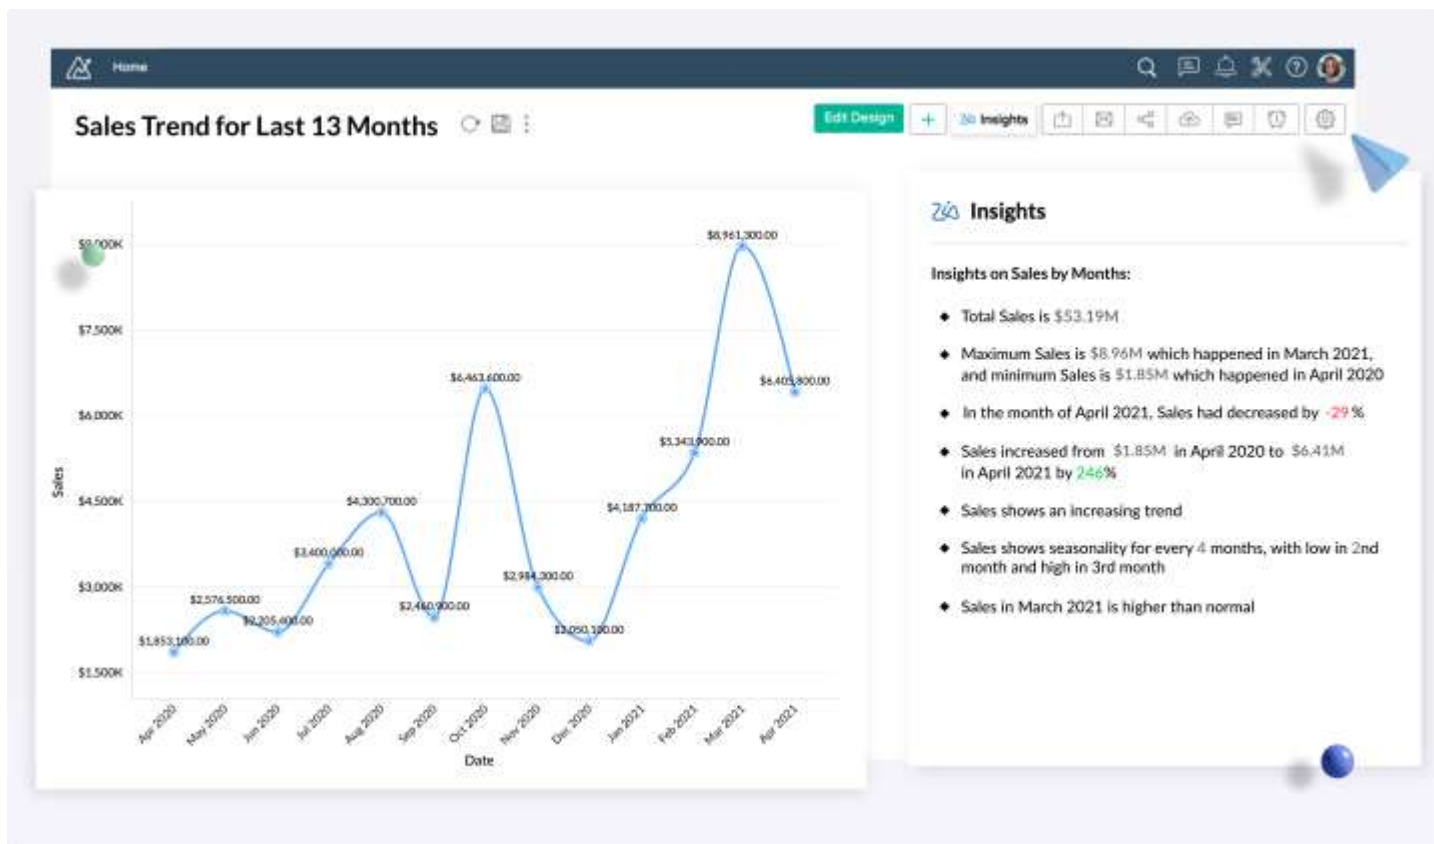 Home
Sales Trend for Last 13 Months
Edit Design
+
Zia Insights
$9,000K
$7,500K
$6,000K
$4,500K
$3,000K
$1,500K
Sales
$1,853,100.00
$2,576,500.00
$2,205,400.00
$3,400,000.00
$4,300,700.00
$2,460,900.00
$6,463,600.00
$2,984,300.00
$2,050,100.00
$4,187,700.00
$5,343,900.00
$8,961,300.00
$6,405,800.00
Apr 2020
May 2020
Jun 2020
Jul 2020
Aug 2020
Sep 2020
Oct 2020
Nov 2020
Dec 2020
Jan 2021
Feb 2021
Mar 2021
Apr 2021
Date
Zia Insights
Insights on Sales by Months:
Total Sales is $53.19M
Maximum Sales is $8.96M which happened in March 2021,
and minimum Sales is $1.85M which happened in April 2020
In the month of April 2021, Sales had decreased by -29 %
Sales increased from $1.85M in April 2020 to $6.41M
in April 2021 by 246%
Sales shows an increasing trend
Sales shows seasonality for every 4 months, with low in 2nd
month and high in 3rd month
Sales in March 2021 is higher than normal